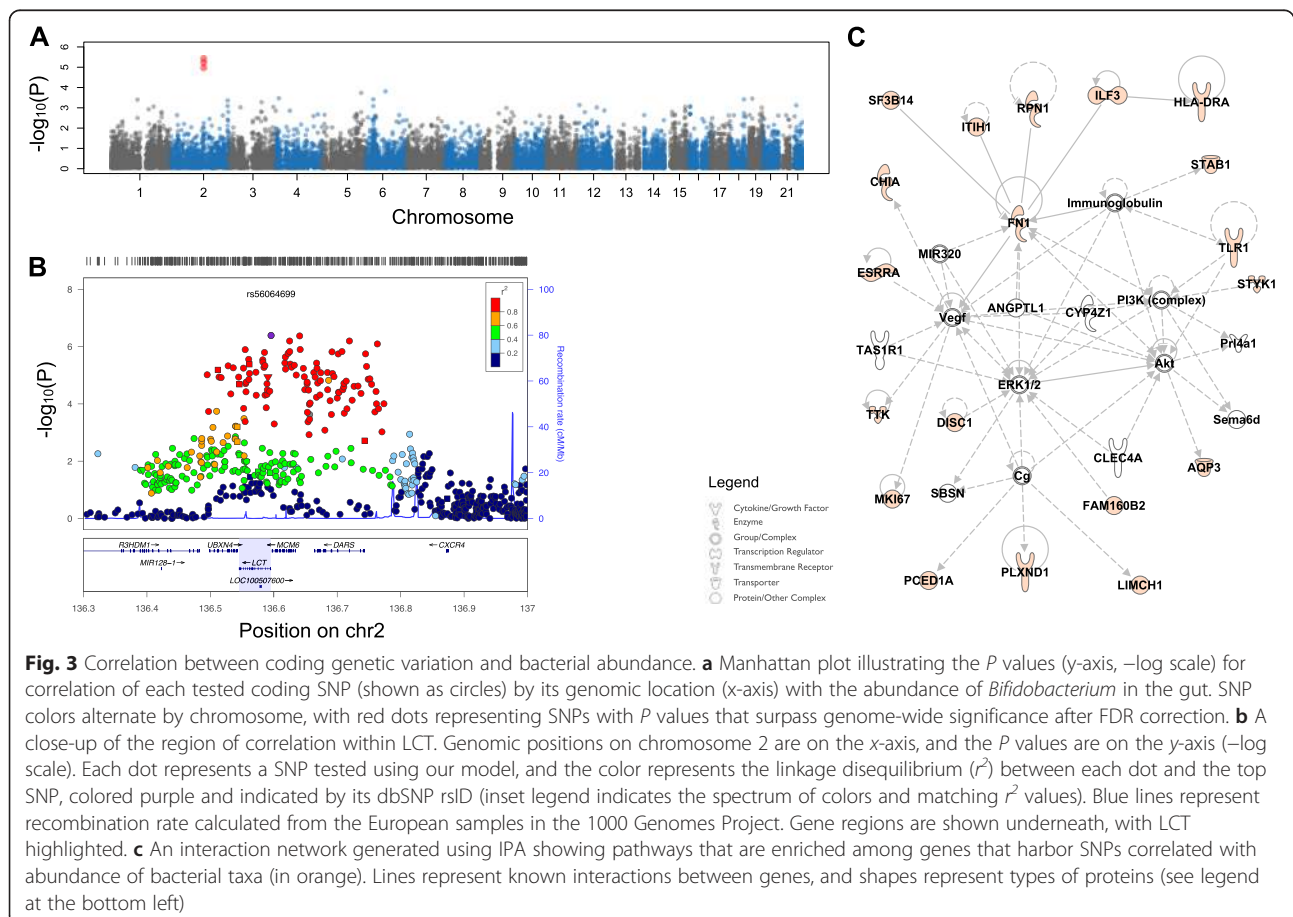 A
-log10(P)
6
5
4
3
2
1
0
1 2 3 4 5 6 7 8 9 10 11 12 13 14 15 17 19 21
Chromosome
B
rs56064699
r2
0.8
0.6
0.4
0.2
-log10(P)
8
6
4
2
0
100
80
60
40
20
0
Recombination rate (cM/Mb)
R3HDM1→ UBXN4→ ←MCM6 ←DARS ←CXCR4
MIR128-1→ ←LCT
LOC100507600→
136.3 136.4 136.5 136.6 136.7 136.8 136.9 137
Position on chr2
C
SF3B14
ITIH1
RPN1
ILF3
HLA-DRA
STAB1
CHIA
Immunoglobulin
FN1
TLR1
MIR320
ESRRA
STYK1
ANGPTL1
CYP4Z1
PI3K (complex)
Vegf
TAS1R1
Prl4a1
Akt
ERK1/2
TTK
DISC1
Sema6d
CLEC4A
AQP3
Cg
MKI67
SBSN
FAM160B2
PCED1A
PLXND1
LIMCH1
Legend
Cytokine/Growth Factor
Enzyme
Group/Complex
Transcription Regulator
Transmembrane Receptor
Transporter
Protein/Other Complex
Fig. 3 Correlation between coding genetic variation and bacterial abundance. a Manhattan plot illustrating the P values (y-axis, −log scale) for
correlation of each tested coding SNP (shown as circles) by its genomic location (x-axis) with the abundance of Bifidobacterium in the gut. SNP
colors alternate by chromosome, with red dots representing SNPs with P values that surpass genome-wide significance after FDR correction. b A
close-up of the region of correlation within LCT. Genomic positions on chromosome 2 are on the x-axis, and the P values are on the y-axis (−log
scale). Each dot represents a SNP tested using our model, and the color represents the linkage disequilibrium (r2) between each dot and the top
SNP, colored purple and indicated by its dbSNP rsID (inset legend indicates the spectrum of colors and matching r2 values). Blue lines represent
recombination rate calculated from the European samples in the 1000 Genomes Project. Gene regions are shown underneath, with LCT
highlighted. c An interaction network generated using IPA showing pathways that are enriched among genes that harbor SNPs correlated with
abundance of bacterial taxa (in orange). Lines represent known interactions between genes, and shapes represent types of proteins (see legend
at the bottom left)